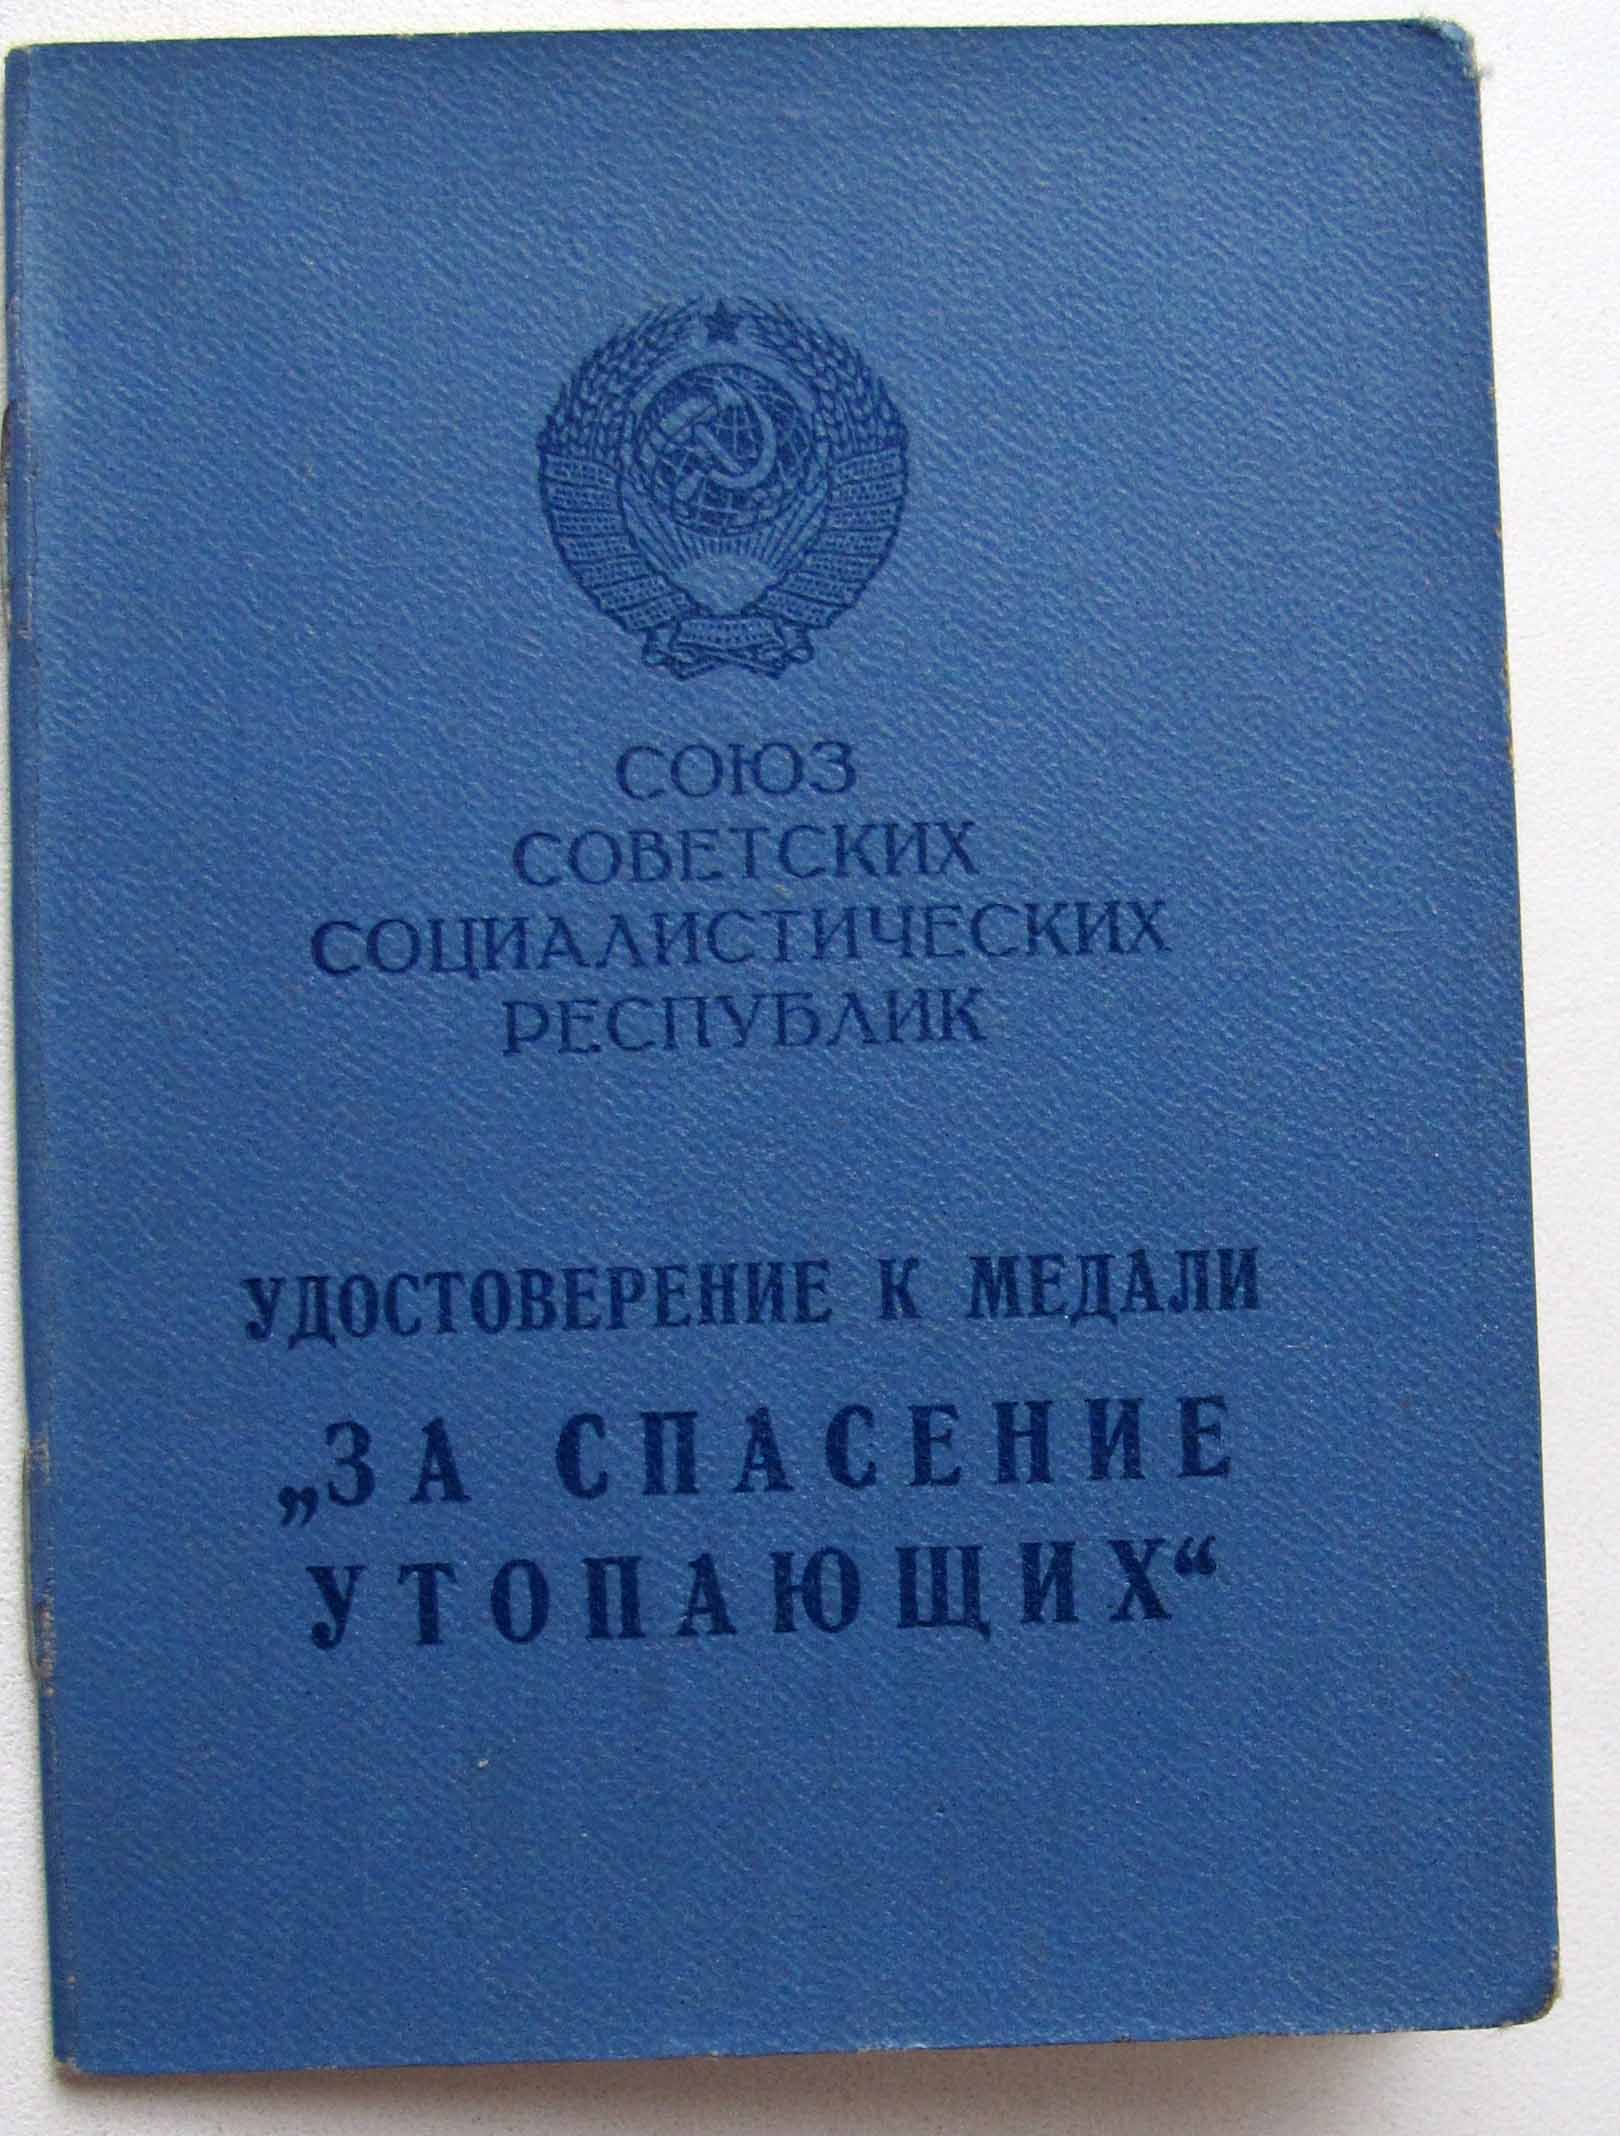 СОЮЗ
СОВЕТСКИХ
СОЦИАЛИСТИЧЕСКИХ
РЕСПУБЛИК
УДОСТОВЕРЕНИЕ К МЕДАЛИ
„ЗА СПАСЕНИЕ
УТОПАЮЩИХ“